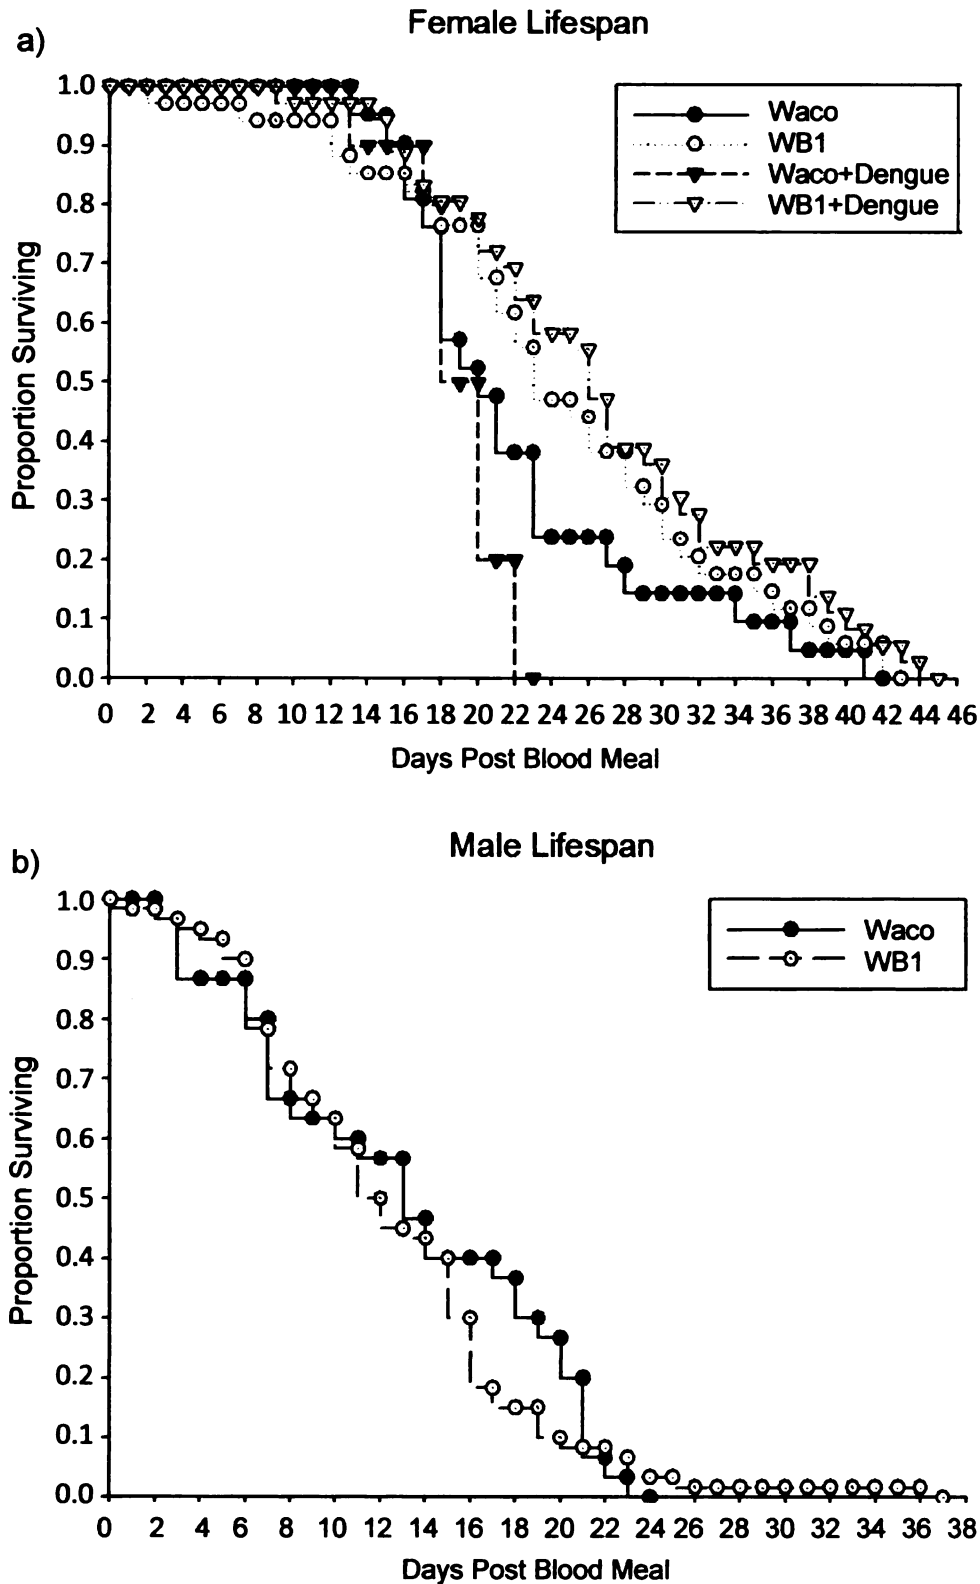 Female Lifespan
a)
1.0
0.9
0.8
0.7
0.6
0.5
0.4
0.3
0.2
0.1
0.0
Proportion Surviving
Waco
WB1
Waco+Dengue
WB1+Dengue
0 2 4 6 8 10 12 14 16 18 20 22 24 26 28 30 32 34 36 38 40 42 44 46
Days Post Blood Meal
Male Lifespan
b)
1.0
0.9
0.8
0.7
0.6
0.5
0.4
0.3
0.2
0.1
0.0
Proportion Surviving
Waco
WB1
0 2 4 6 8 10 12 14 16 18 20 22 24 26 28 30 32 34 36 38
Days Post Blood Meal